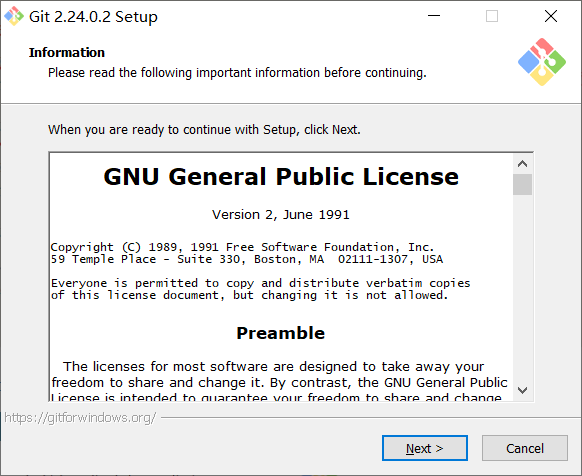 Git 2.24.0.2 Setup
Information
Please read the following important information before continuing.
When you are ready to continue with Setup, click Next.
GNU General Public License
Version 2, June 1991
Copyright (C) 1989, 1991 Free Software Foundation, Inc.
59 Temple Place - Suite 330, Boston, MA  02111-1307, USA
Everyone is permitted to copy and distribute verbatim copies
of this license document, but changing it is not allowed.
Preamble
The licenses for most software are designed to take away your
freedom to share and change it. By contrast, the GNU General Public
License is intended to guarantee your freedom to share and change
https://gitforwindows.org/
Next >
Cancel